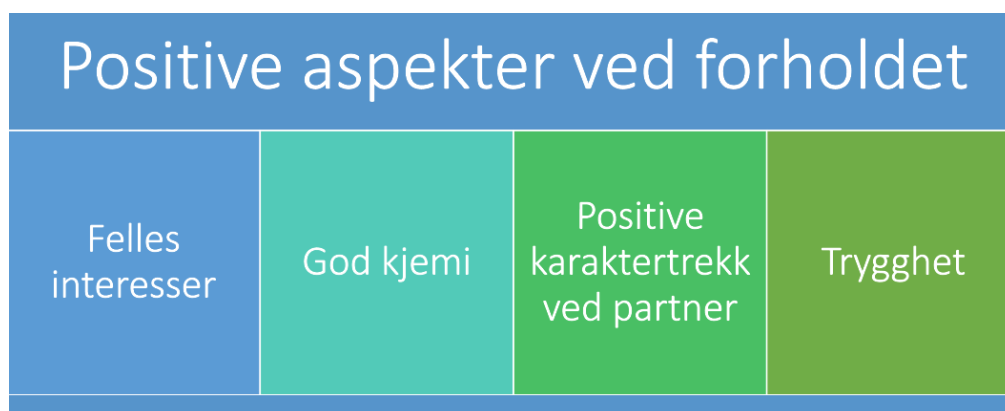 Positive aspekter ved forholdet
Felles
interesser
God kjemi
Positive
karaktertrekk
ved partner
Trygghet